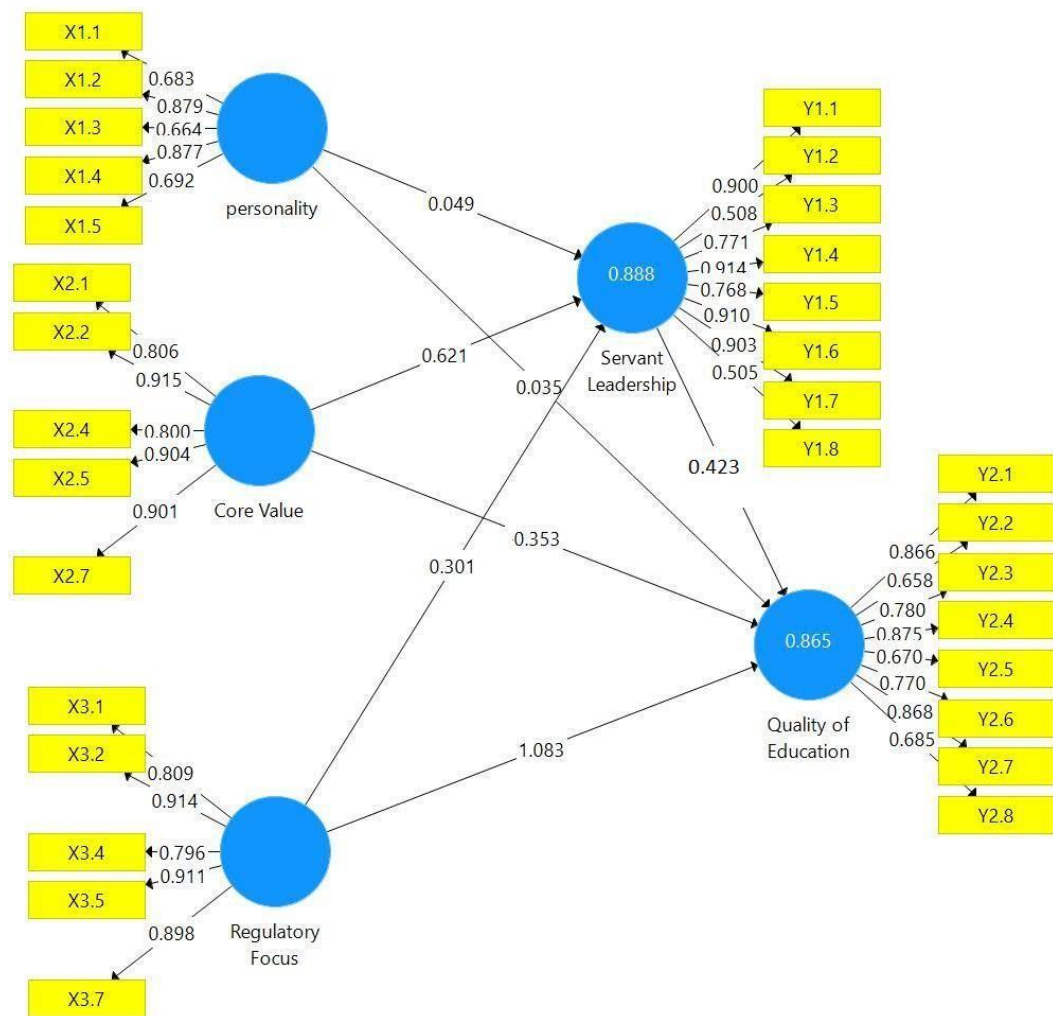 X1.1
X1.2
X1.3
X1.4
X1.5
0.683
0.879
0.664
0.877
0.692
personality
X2.1
X2.2
X2.4
X2.5
X2.7
0.806
0.915
0.800
0.904
0.901
Core Value
X3.1
X3.2
X3.4
X3.5
X3.7
0.809
0.914
0.796
0.911
0.898
Regulatory
Focus
0.049
0.621
0.035
0.301
0.353
1.083
0.423
0.888
Servant
Leadership
0.900
0.508
0.771
0.914
0.768
0.910
0.903
0.505
Y1.1
Y1.2
Y1.3
Y1.4
Y1.5
Y1.6
Y1.7
Y1.8
0.865
Quality of
Education
0.866
0.658
0.780
0.875
0.670
0.770
0.868
0.685
Y2.1
Y2.2
Y2.3
Y2.4
Y2.5
Y2.6
Y2.7
Y2.8